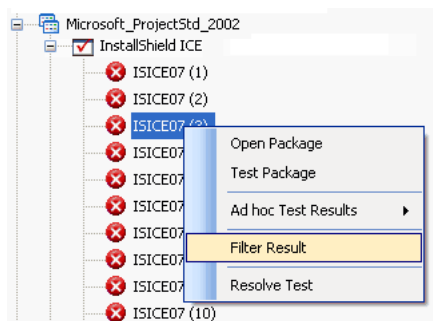 Microsoft_ProjectStd_2002
InstallShield ICE
ISICE07 (1)
ISICE07 (2)
ISICE07 (3)
ISICE07
ISICE07
ISICE07
ISICE07
ISICE07
ISICE07
ISICE07 (10)
Open Package
Test Package
Ad hoc Test Results
Filter Result
Resolve Test